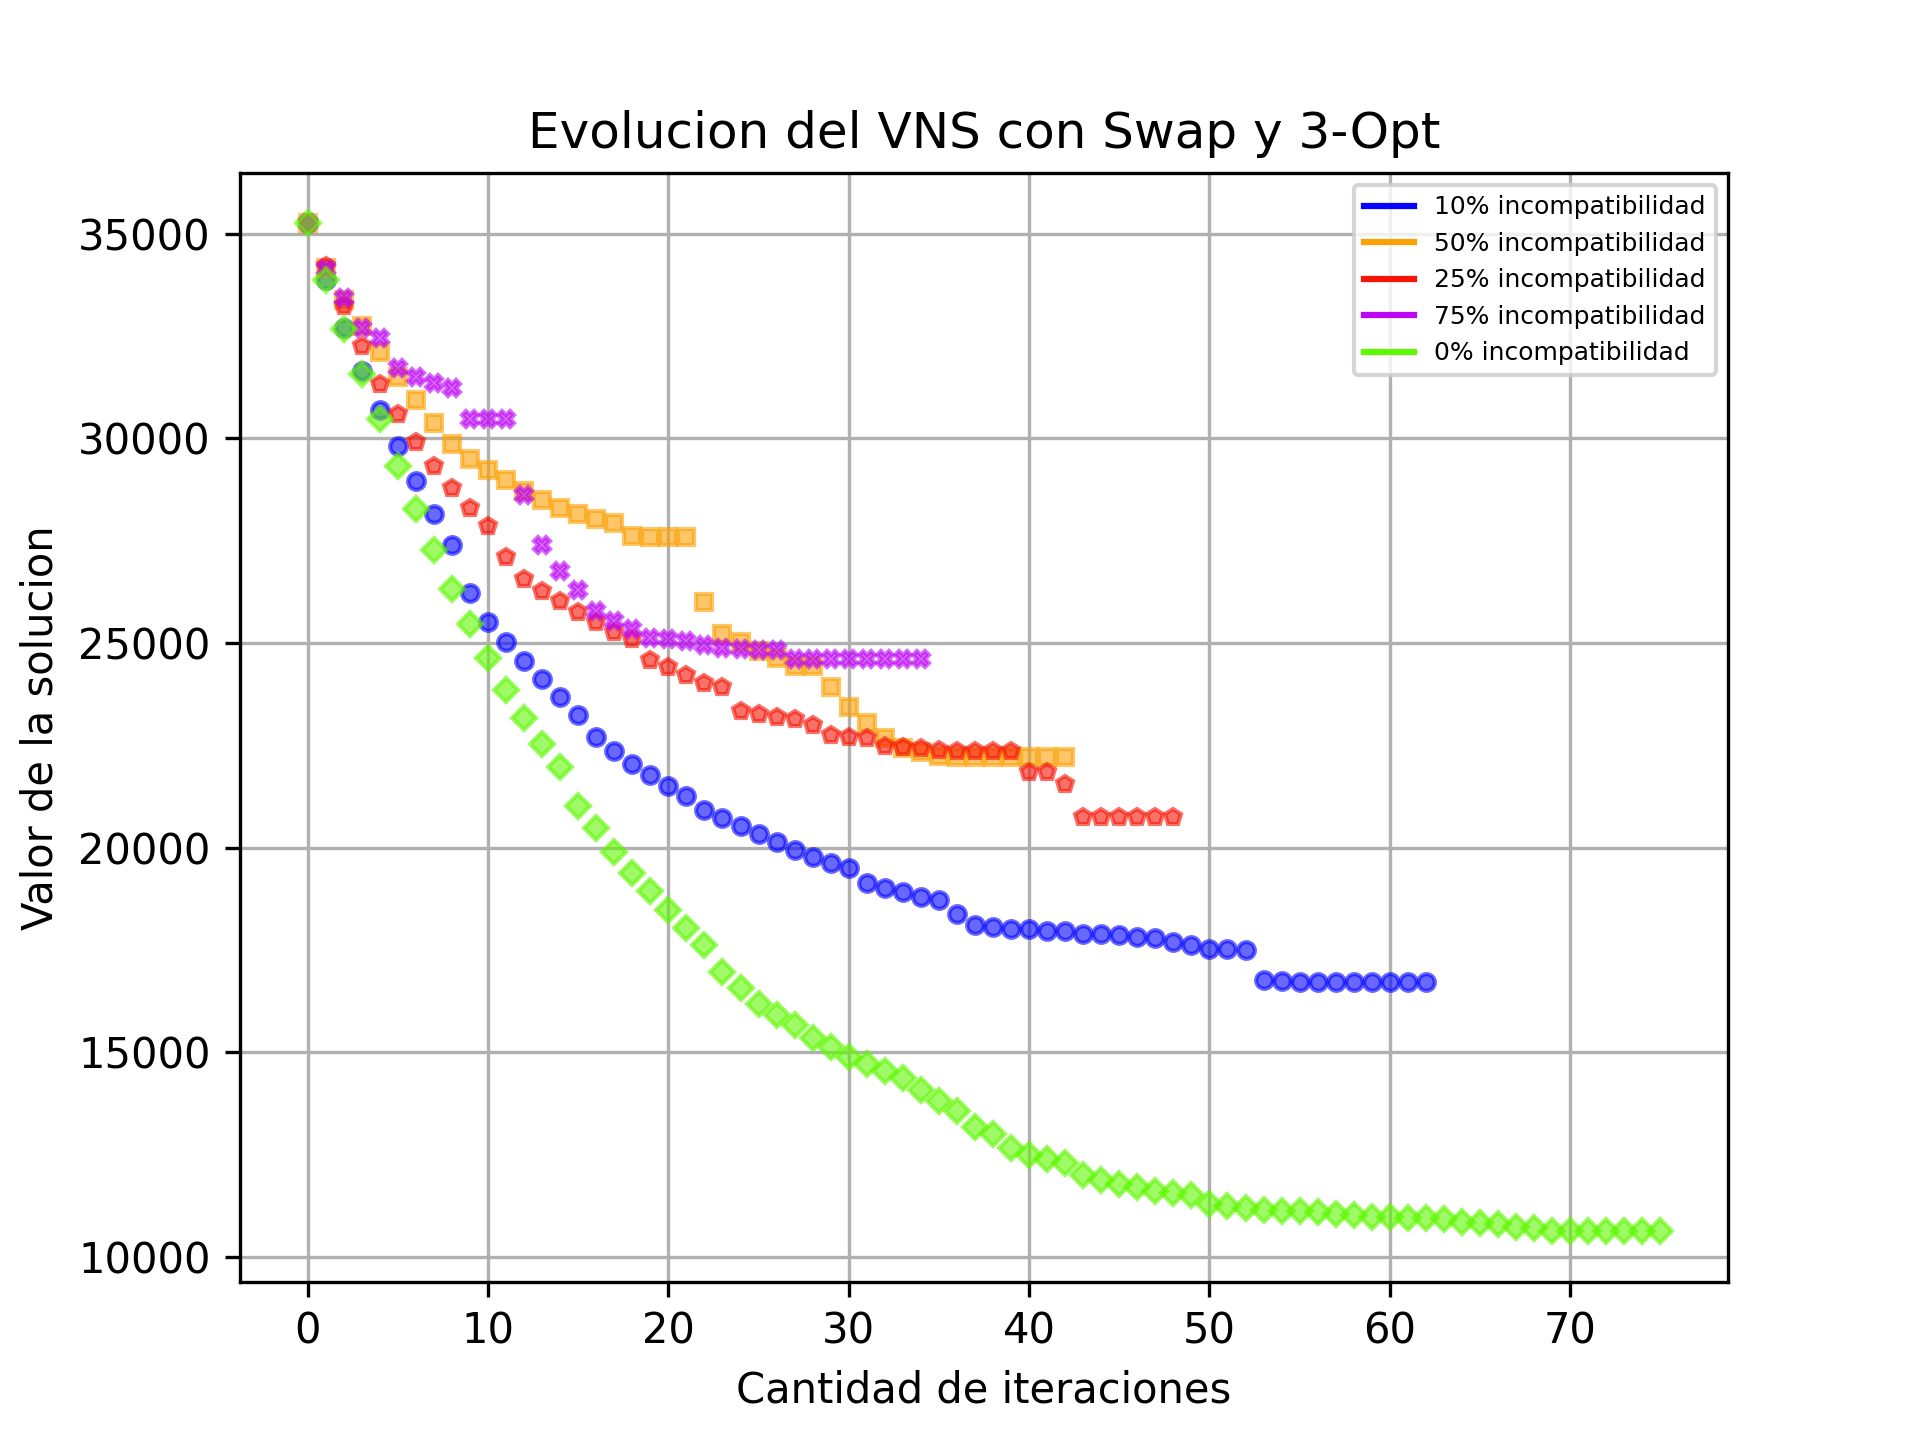 Evolucion del VNS con Swap y 3-Opt
10% incompatibilidad
50% incompatibilidad
25% incompatibilidad
75% incompatibilidad
0% incompatibilidad
Valor de la solucion
35000
30000
25000
20000
15000
10000
0 10 20 30 40 50 60 70
Cantidad de iteraciones